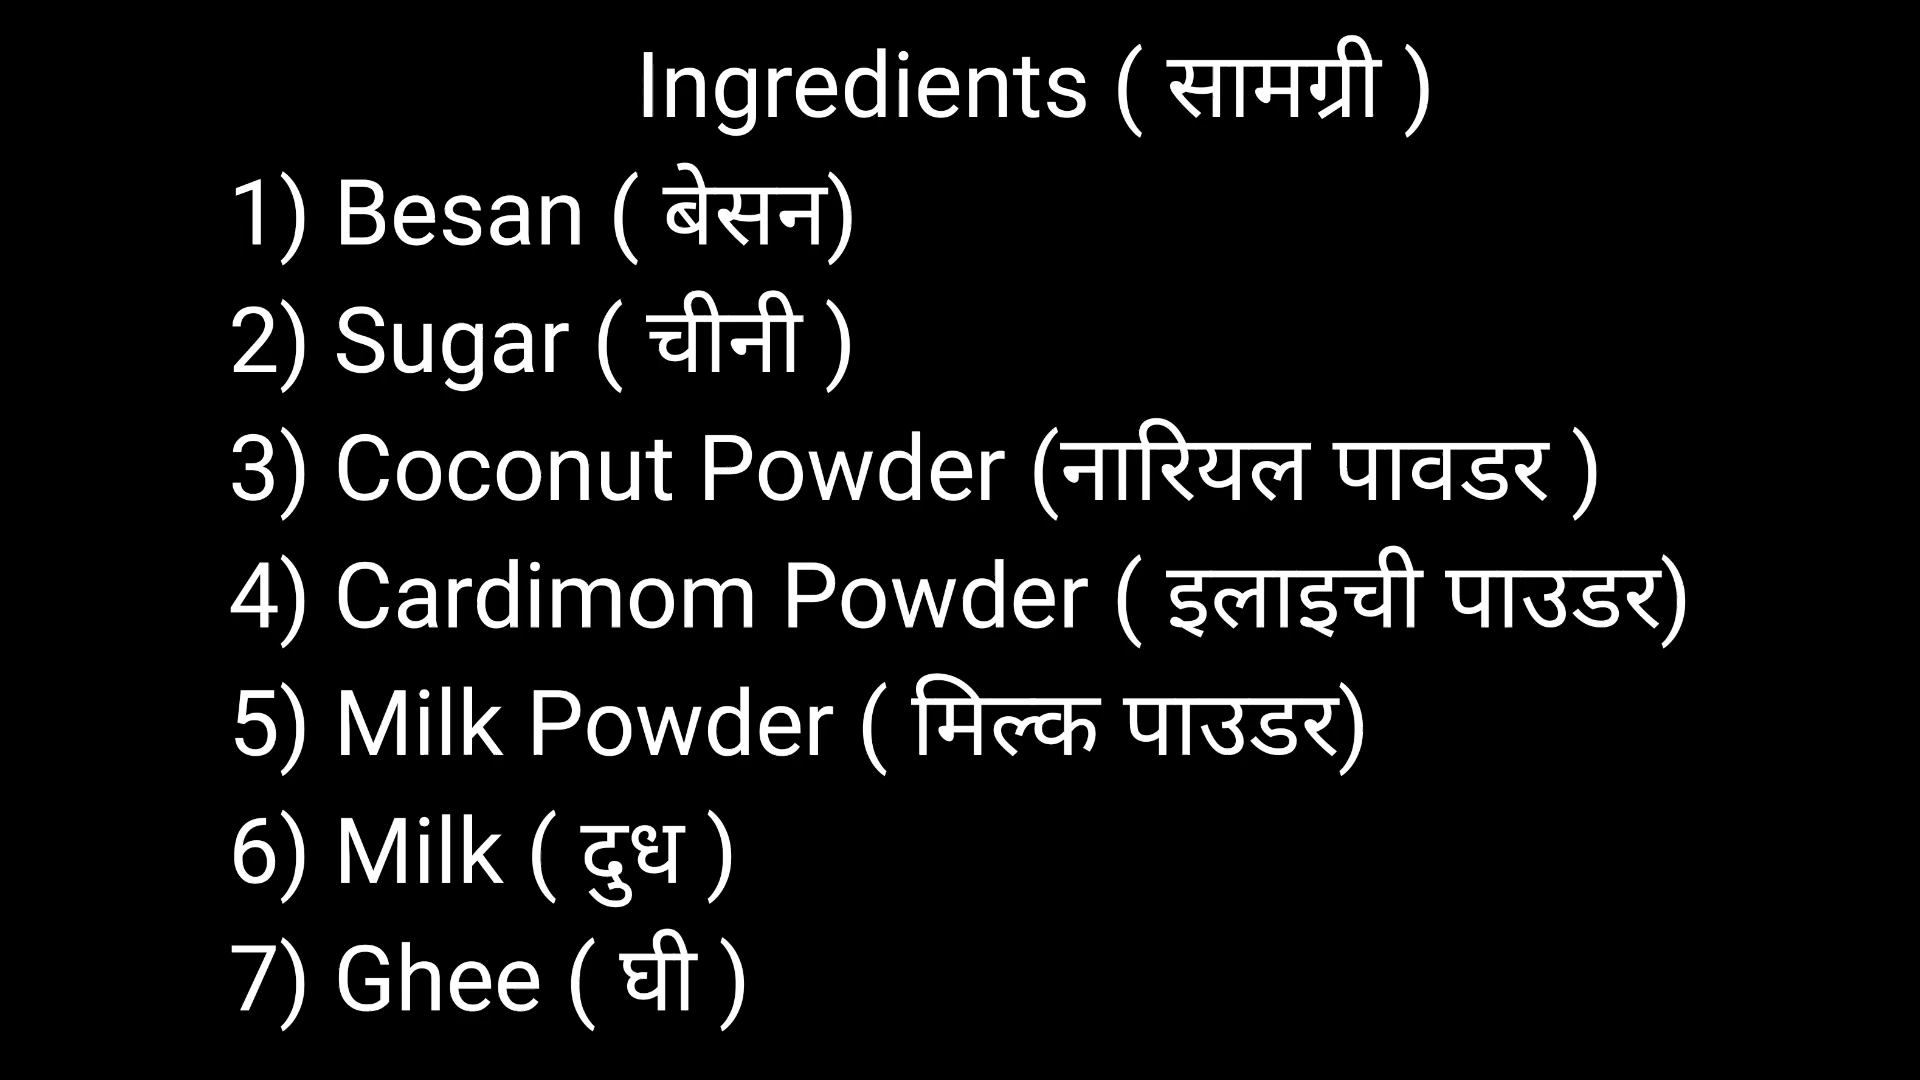 Ingredients ( सामग्री )
1) Besan ( बेसन)
2) Sugar ( चीनी )
3) Coconut Powder (नारियल पावडर )
4) Cardimom Powder ( इलाइची पाउडर)
5) Milk Powder ( मिल्क पाउडर)
6) Milk ( दुध )
7) Ghee ( घी )